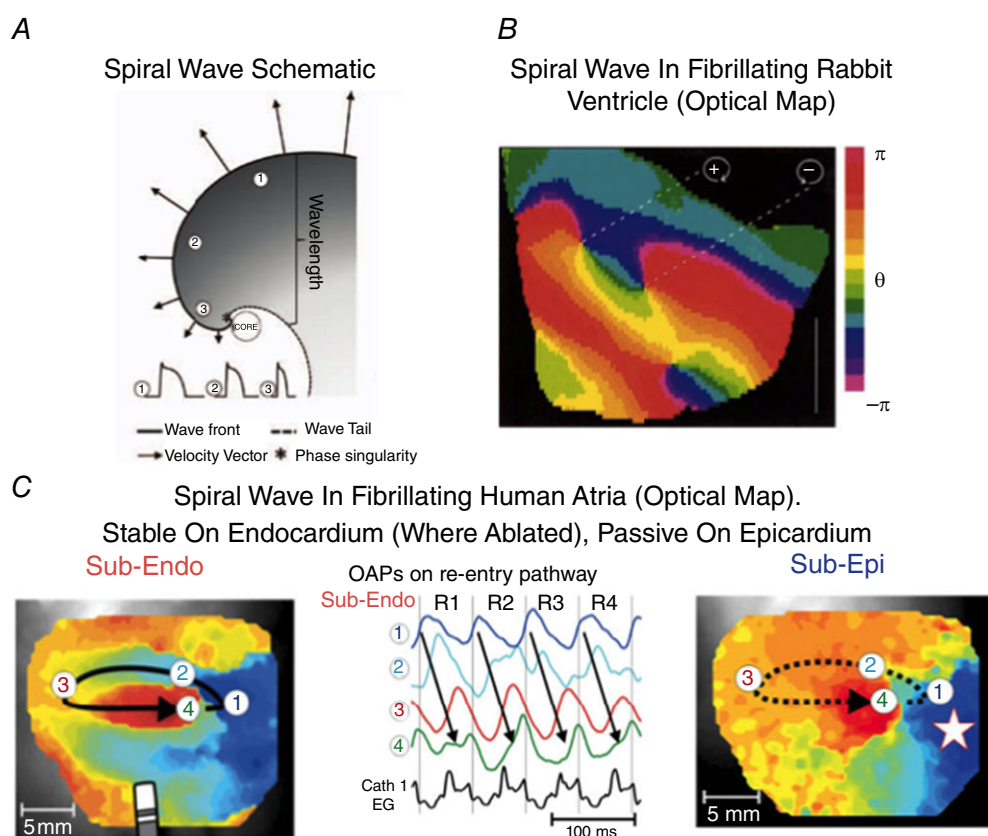 A
Spiral Wave Schematic
1
2
3
Wavelength
CORE
1 2 3
Wave front Wave Tail
Velocity Vector * Phase singularity
B
Spiral Wave In Fibrillating Rabbit
Ventricle (Optical Map)
+ −
π
θ
−π
C
Spiral Wave In Fibrillating Human Atria (Optical Map).
Stable On Endocardium (Where Ablated), Passive On Epicardium
Sub-Endo
3 2 4 1
5 mm
OAPs on re-entry pathway
Sub-Endo R1 R2 R3 R4
1
2
3
4
Cath 1
EG
100 ms
Sub-Epi
3 2 4 1
5 mm